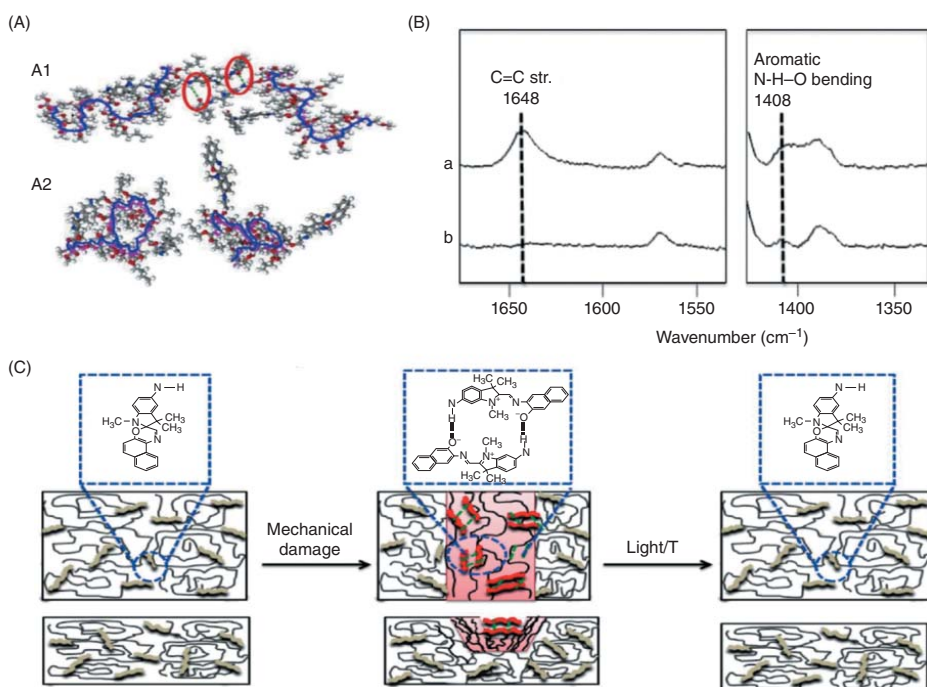 (A)
A1
A2
(B)
C=C str.
1648
Aromatic
N-H–O bending
1408
a
b
1650
1600
1550
1400
1350
Wavenumber (cm⁻¹)
(C)
N—H
H₃C
CH₃
CH₃
N
O
N
Mechanical
damage
H₃C
CH₃
N⁺
CH₃
N
O⁻
N
H
O⁻
N
CH₃
N⁺
H₃C
CH₃
H
N
Light/T
N—H
H₃C
CH₃
CH₃
N
O
N